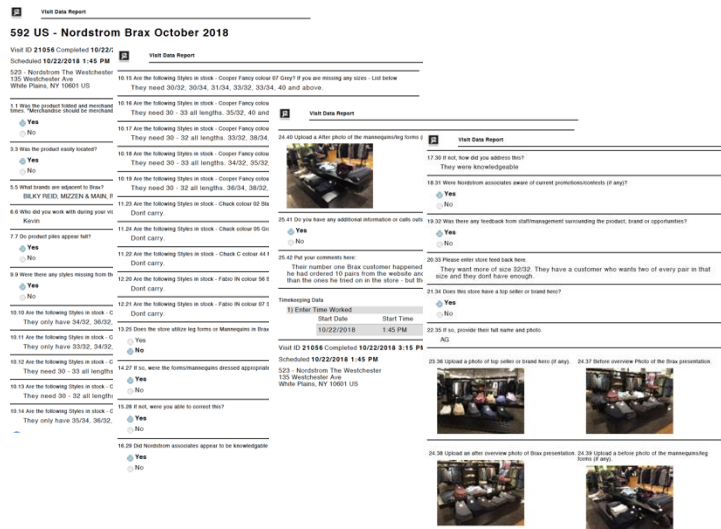 Visit Data Report
592 US - Nordstrom Brax October 2018
Visit ID 21056 Completed 10/22/
Scheduled 10/22/2018 1:45 PM
523 - Nordstrom The Westchester
135 Westchester Ave
White Plains, NY 10601 US
1.1 Was the product folded and merchand
times. *Merchandise should be merchand
Yes
No
3.3 Was the product easily located?
Yes
No
5.5 What brands are adjacent to Brax?
BILKY REID, MIZZEN & MAIN,
6.6 Who did you work with during your vi
Kevin
7.7 Do product piles appear full?
Yes
No
9.9 Were there any styles missing from th
Yes
No
10.10 Are the following Styles in stock - C
They only have 34/32, 36/32,
10.11 Are the following Styles in stock - C
They only have 33/32, 34/32,
10.12 Are the following Styles in stock - C
They need 30 - 33 all lengths
10.13 Are the following Styles in stock - C
They need 30 - 32 all lengths
10.14 Are the following Styles in stock - C
They only have 35/34, 36/32,
Visit Data Report
10.15 Are the following Styles in stock - Cooper Fancy colour 07 Grey? If you are missing any sizes - List below
They need 30/32, 30/34, 31/34, 33/32, 33/34, 40 and above.
10.16 Are the following Styles in stock - Cooper Fancy colou
They need 30 - 33 all lengths. 35/32, 40 and
10.17 Are the following Styles in stock - Cooper Fancy colou
They need 30 - 32 all lengths. 33/32, 38/34,
10.18 Are the following Styles in stock - Cooper Fancy colou
They need 30 - 33 all lengths. 34/32, 35/32,
10.19 Are the following Styles in stock - Cooper Fancy colou
They need 30 - 32 all lengths. 36/34, 38/32,
11.23 Are the following Styles in stock - Chuck colour 02 Bla
Dont carry.
11.24 Are the following Styles in stock - Chuck colour 05 Gr
Dont carry.
11.22 Are the following Styles in stock - Chuck C colour 44
Dont carry.
12.20 Are the following Styles in stock - Fabio IN colour 56
Dont carry.
12.21 Are the following Styles in stock - Fabio IN colour 07
Dont carry.
13.25 Does the store utilize leg forms or Mannequins in Brax
Yes
No
14.27 If so, were the forms/mannequins dressed appropriate
Yes
No
15.28 If not, were you able to correct this?
Yes
No
16.29 Did Nordstrom associates appear to be knowledgable
Yes
No
Visit Data Report
24.40 Upload a After photo of the mannequins/leg forms (
25.41 Do you have any additional information or calls outs
Yes
No
25.42 Put your comments here:
Their number one Brax customer happened
he had ordered 10 pairs from the website and
than the ones he tried on in the store - but th
Timekeeping Data
1) Enter Time Worked
Start Date Start Time
10/22/2018 1:45 PM
Visit ID 21056 Completed 10/22/2018 3:15 P
Scheduled 10/22/2018 1:45 PM
523 - Nordstrom The Westchester
135 Westchester Ave
White Plains, NY 10601 US
Visit Data Report
17.30 If not, how did you address this?
They were knowledgeable
18.31 Were Nordstrom associates aware of current promotions/contests (if any)?
Yes
No
19.32 Was there any feedback from staff/management surrounding the product, brand or opportunities?
Yes
No
20.33 Please enter store feed back here.
They want more of size 32/32. They have a customer who wants two of every pair in that
size and they dont have enough.
21.34 Does this store have a top seller or brand hero?
Yes
No
22.35 If so, provide their full name and photo.
AG
23.36 Upload a photo of top seller or brand hero (if any).
24.37 Before overview Photo of the Brax presentation.
24.38 Upload an after overview photo of Brax presentation.
24.39 Upload a before photo of the mannequins/leg
forms (if any).